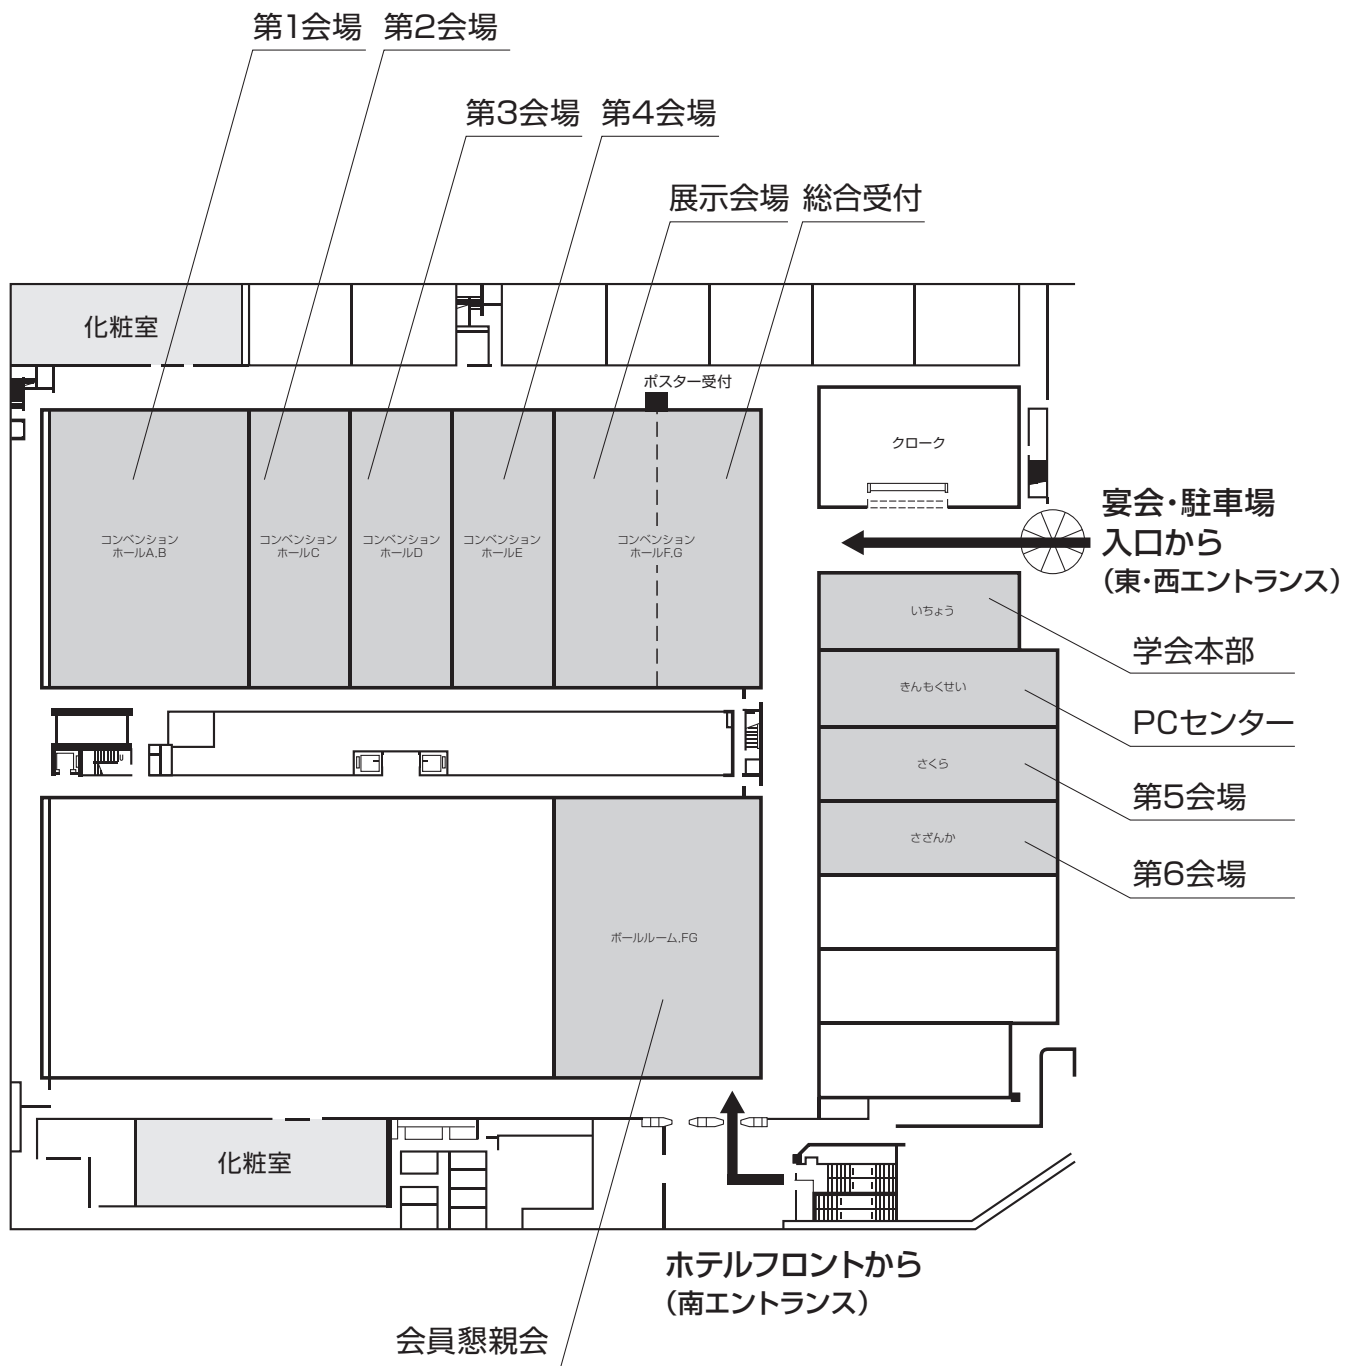 第1会場 第2会場
第3会場 第4会場
展示会場 総合受付
化粧室
ポスター受付
クローク
コンベンション
ホールA,B
コンベンション
ホールC
コンベンション
ホールD
コンベンション
ホールE
コンベンション
ホールF,G
宴会・駐車場
入口から
(東・西エントランス)
いちょう
学会本部
きんもくせい
PCセンター
さくら
第5会場
さざんか
第6会場
ボールルーム,FG
化粧室
ホテルフロントから
(南エントランス)
会員懇親会